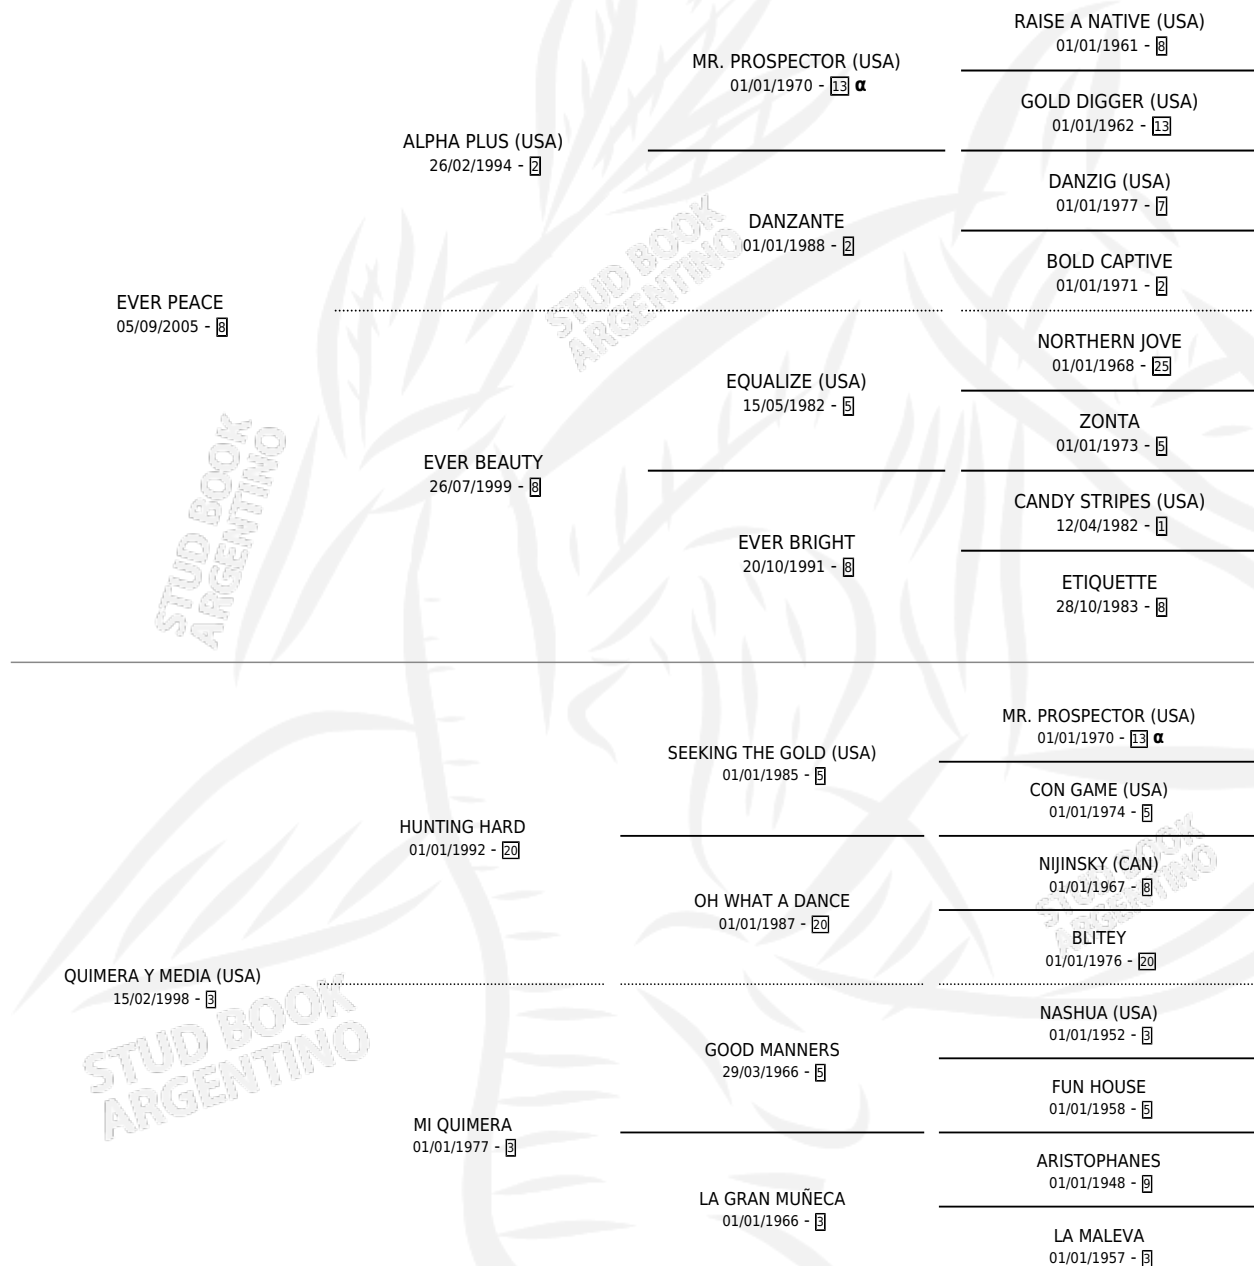 RAISE A NATIVE (USA)
01/01/1961 - 8
MR. PROSPECTOR (USA)
01/01/1970 - 13 α
GOLD DIGGER (USA)
01/01/1962 - 13
ALPHA PLUS (USA)
26/02/1994 - 2
DANZIG (USA)
01/01/1977 - 7
DANZANTE
01/01/1988 - 2
BOLD CAPTIVE
01/01/1971 - 2
EVER PEACE
05/09/2005 - 8
NORTHERN JOVE
01/01/1968 - 25
EQUALIZE (USA)
15/05/1982 - 5
ZONTA
01/01/1973 - 5
EVER BEAUTY
26/07/1999 - 8
CANDY STRIPES (USA)
12/04/1982 - 1
EVER BRIGHT
20/10/1991 - 8
ETIQUETTE
28/10/1983 - 8
MR. PROSPECTOR (USA)
01/01/1970 - 13 α
SEEKING THE GOLD (USA)
01/01/1985 - 5
CON GAME (USA)
01/01/1974 - 5
HUNTING HARD
01/01/1992 - 20
NIJINSKY (CAN)
01/01/1967 - 8
OH WHAT A DANCE
01/01/1987 - 20
BLITEY
01/01/1976 - 20
QUIMERA Y MEDIA (USA)
15/02/1998 - 3
NASHUA (USA)
01/01/1952 - 3
GOOD MANNERS
29/03/1966 - 5
FUN HOUSE
01/01/1958 - 5
MI QUIMERA
01/01/1977 - 3
ARISTOPHANES
01/01/1948 - 9
LA GRAN MUÑECA
01/01/1966 - 3
LA MALEVA
01/01/1957 - 3
STUD BOOK
ARGENTINO
STUD BOOK
ARGENTINO
STUD BOOK
ARGENTINO
STUD BOOK
ARGENTINO